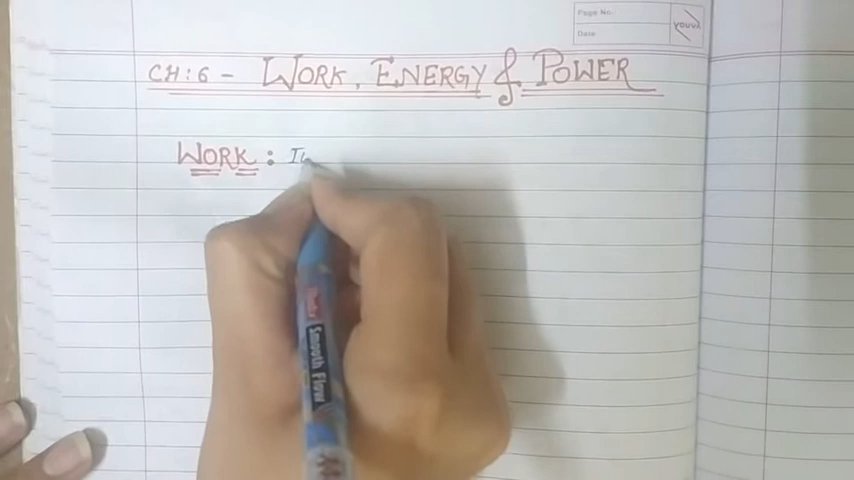 Page No.
Date
youva
CH:6 - WORK, ENERGY & POWER
WORK :
Smooth Flow